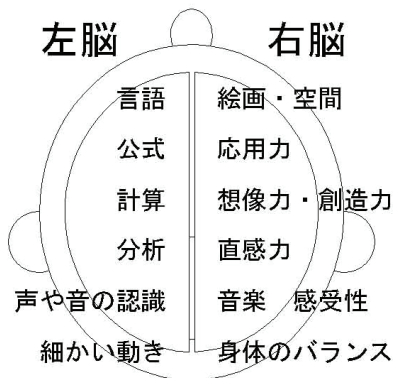 左脳 右脳
言語 絵画・空間
公式 応用力
計算 想像力・創造力
分析 直感力
声や音の認識 音楽 感受性
細かい動き 身体のバランス